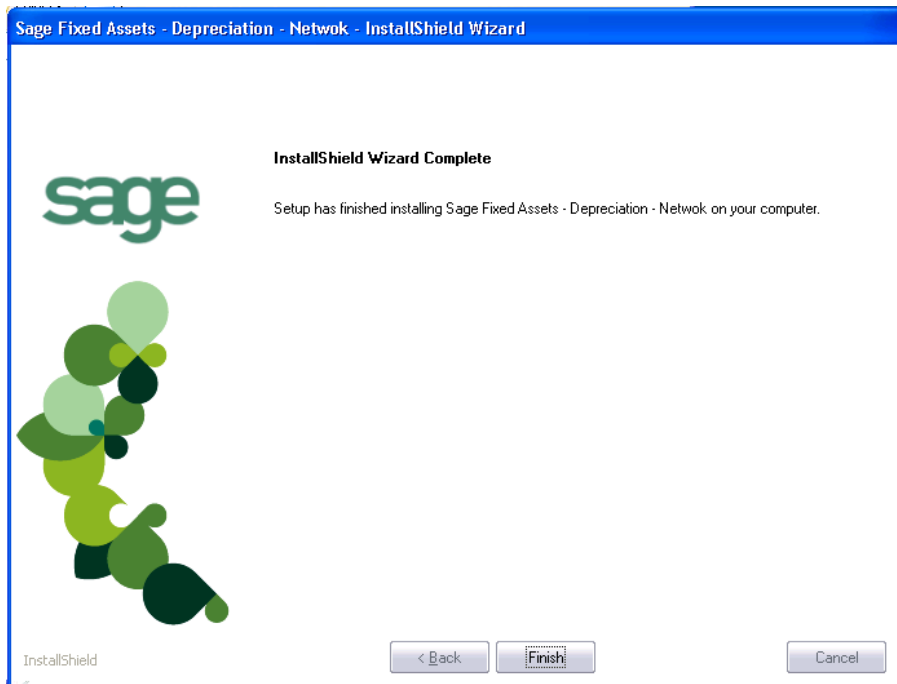 Sage Fixed Assets - Depreciation - Netwok - InstallShield Wizard
InstallShield Wizard Complete
sage
Setup has finished installing Sage Fixed Assets - Depreciation - Netwok on your computer.
InstallShield
< Back
Finish
Cancel